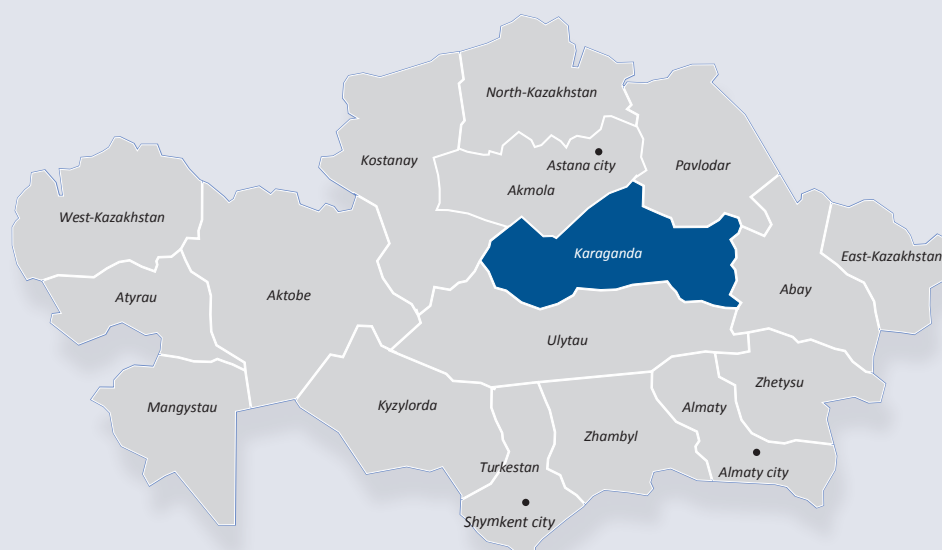 North-Kazakhstan
Kostanay
Astana city
Pavlodar
Akmola
West-Kazakhstan
Karaganda
East-Kazakhstan
Atyrau
Aktobe
Abay
Ulytau
Zhetysu
Mangystau
Kyzylorda
Almaty
Zhambyl
Turkestan
Almaty city
Shymkent city